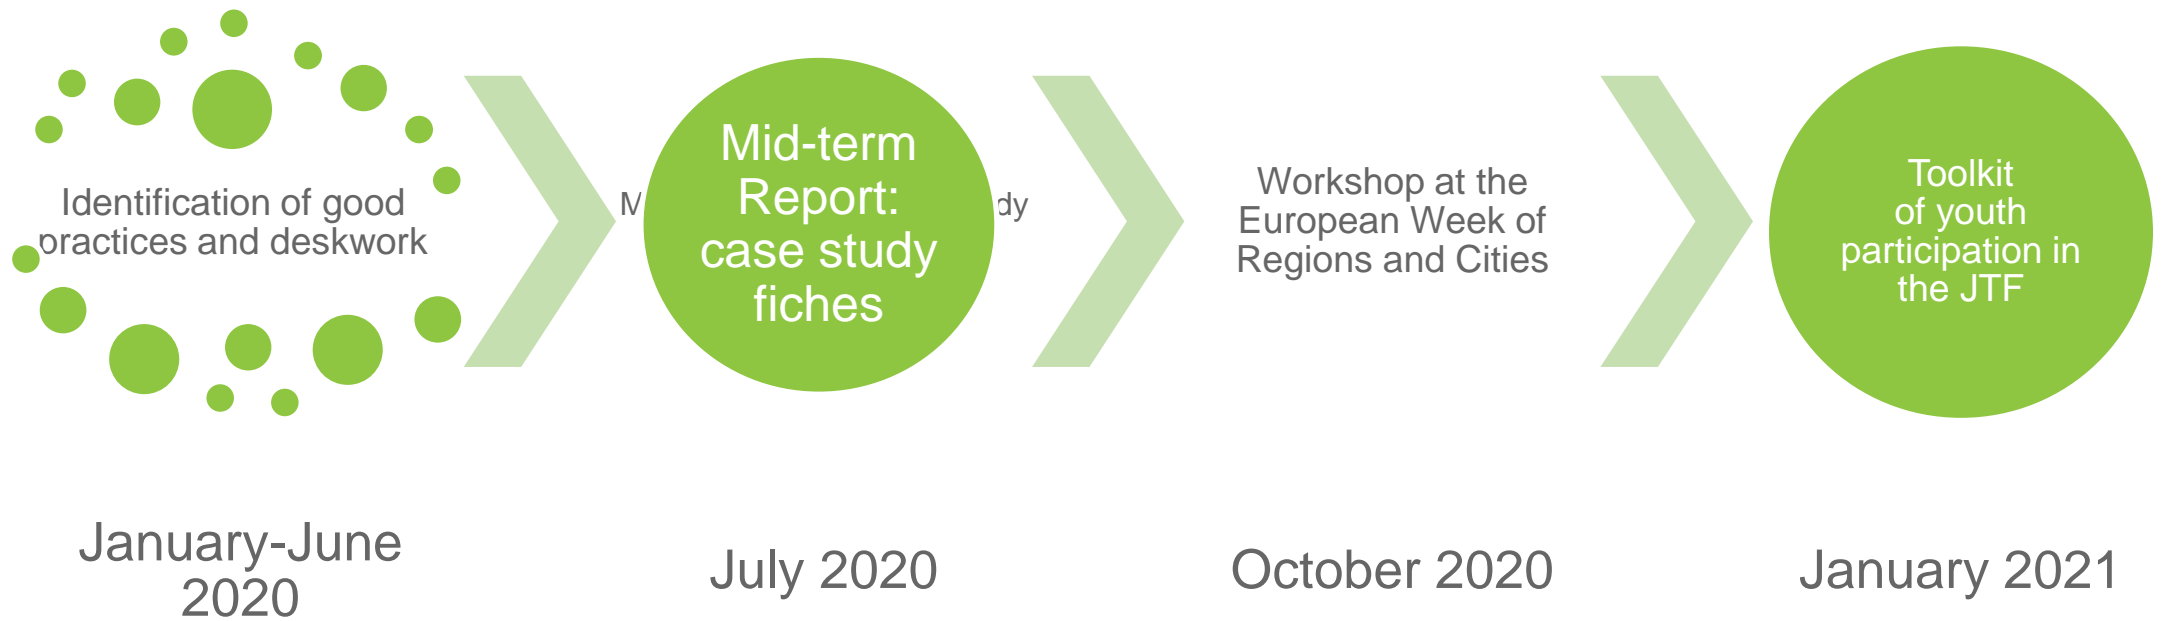 Identification of good
practices and deskwork
Mid-term
Report:
case study
fiches
Workshop at the
European Week of
Regions and Cities
Toolkit
of youth
participation in
the JTF
January-June
2020
July 2020
October 2020
January 2021